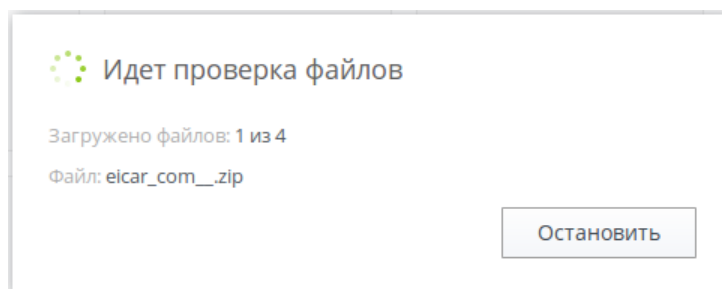 Идет проверка файлов
Загружено файлов: 1 из 4
Файл: eicar_com__.zip
Остановить